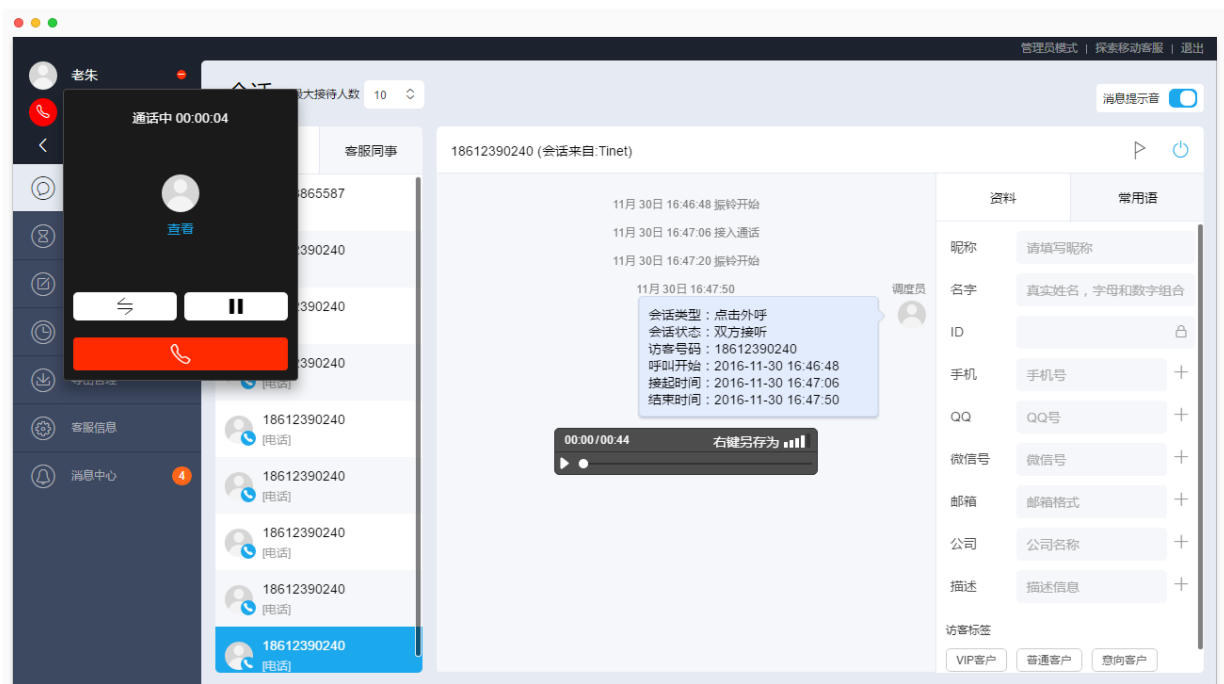 管理员模式 | 探索移动客服 | 退出
老朱
通话中 00:00:04
查看
客服信息
消息中心 4
最大接待人数 10
消息提示音
客服同事
865587
390240
390240
390240
[电话]
18612390240
[电话]
18612390240
[电话]
18612390240
[电话]
18612390240
[电话]
18612390240
[电话]
18612390240 (会话来自:Tinet)
11月 30日 16:46:48 振铃开始
11月 30日 16:47:06 接入通话
11月 30日 16:47:20 振铃开始
11月 30日 16:47:50
调度员
会话类型：点击外呼
会话状态：双方接听
访客号码：18612390240
呼叫开始：2016-11-30 16:46:48
接起时间：2016-11-30 16:47:06
结束时间：2016-11-30 16:47:50
00:00/00:44 右键另存为
资料 常用语
昵称 请填写昵称
名字 真实姓名，字母和数字组合
ID
手机 手机号
QQ QQ号
微信号 微信号
邮箱 邮箱格式
公司 公司名称
描述 描述信息
访客标签
VIP客户 普通客户 意向客户